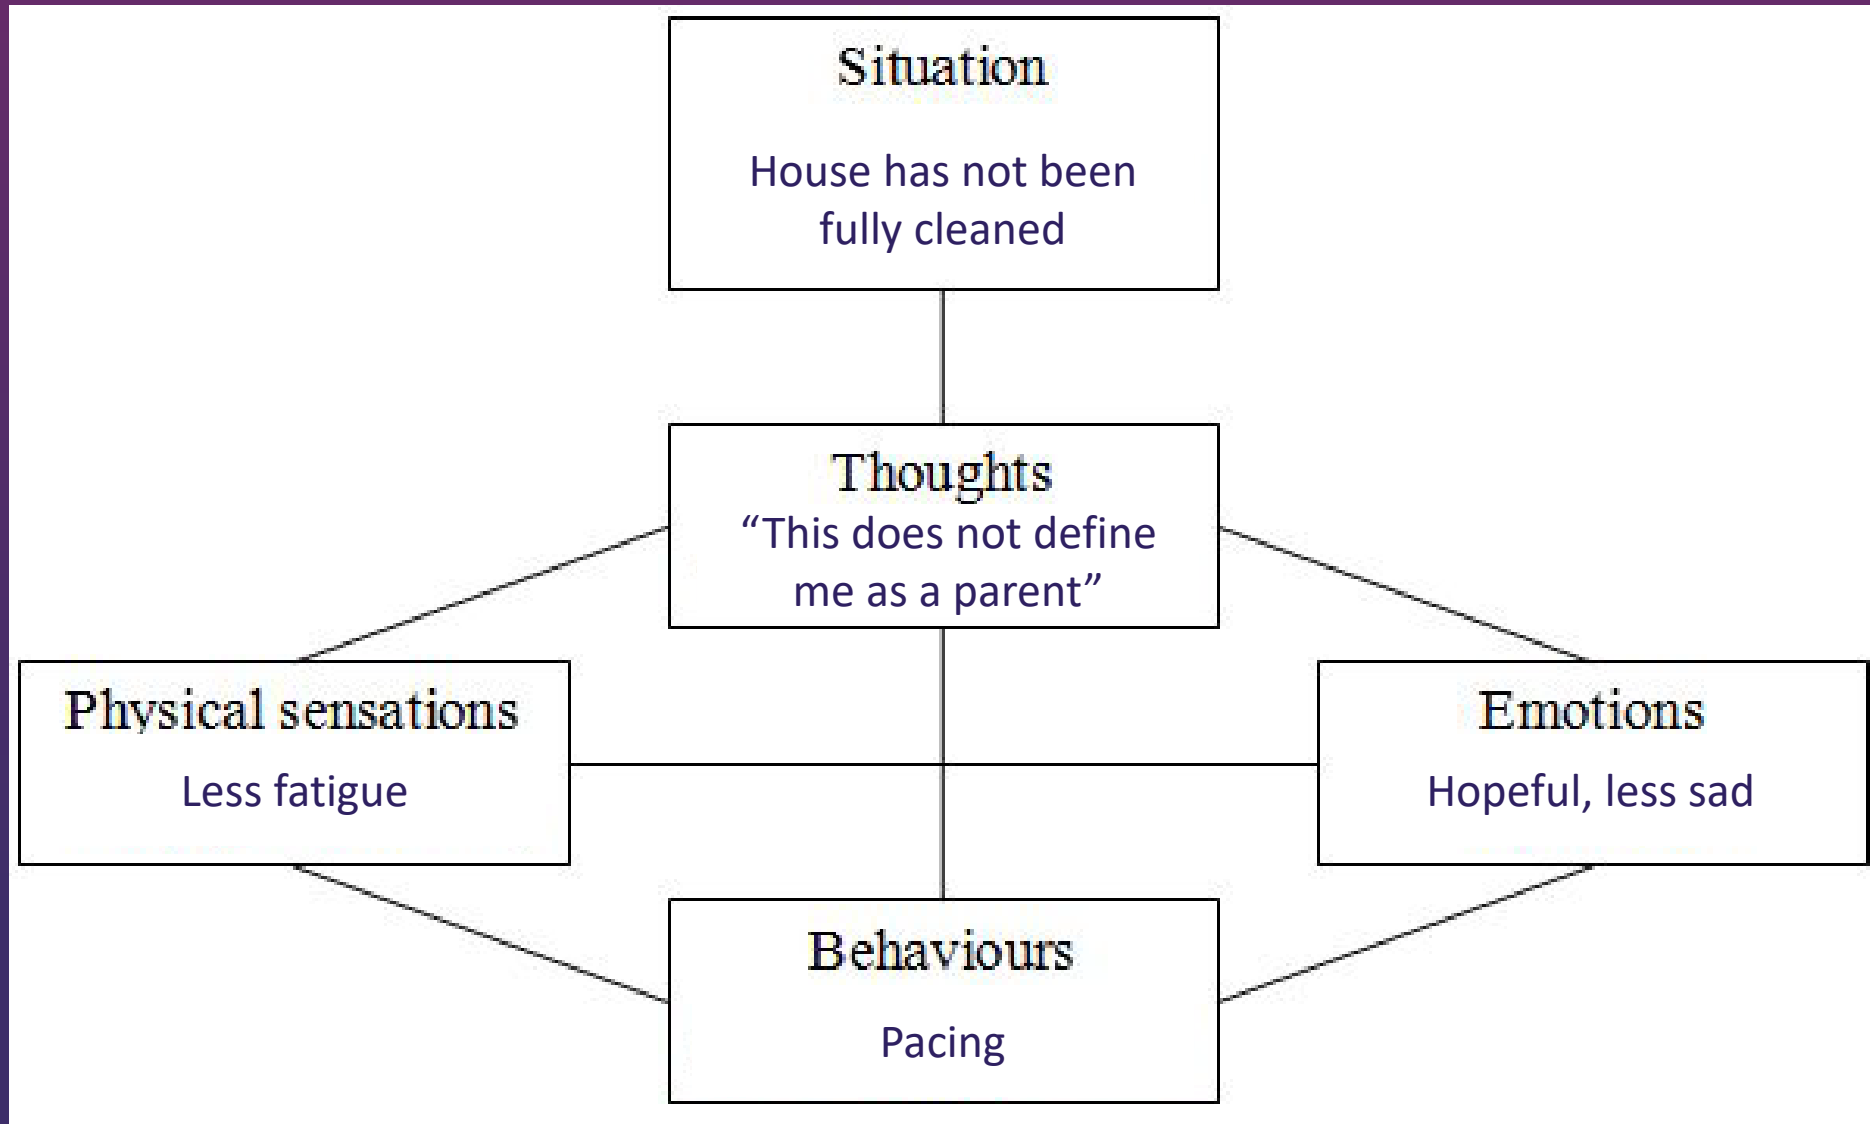 Situation
House has not been
fully cleaned
Thoughts
“This does not define
me as a parent”
Physical sensations
Less fatigue
Emotions
Hopeful, less sad
Behaviours
Pacing